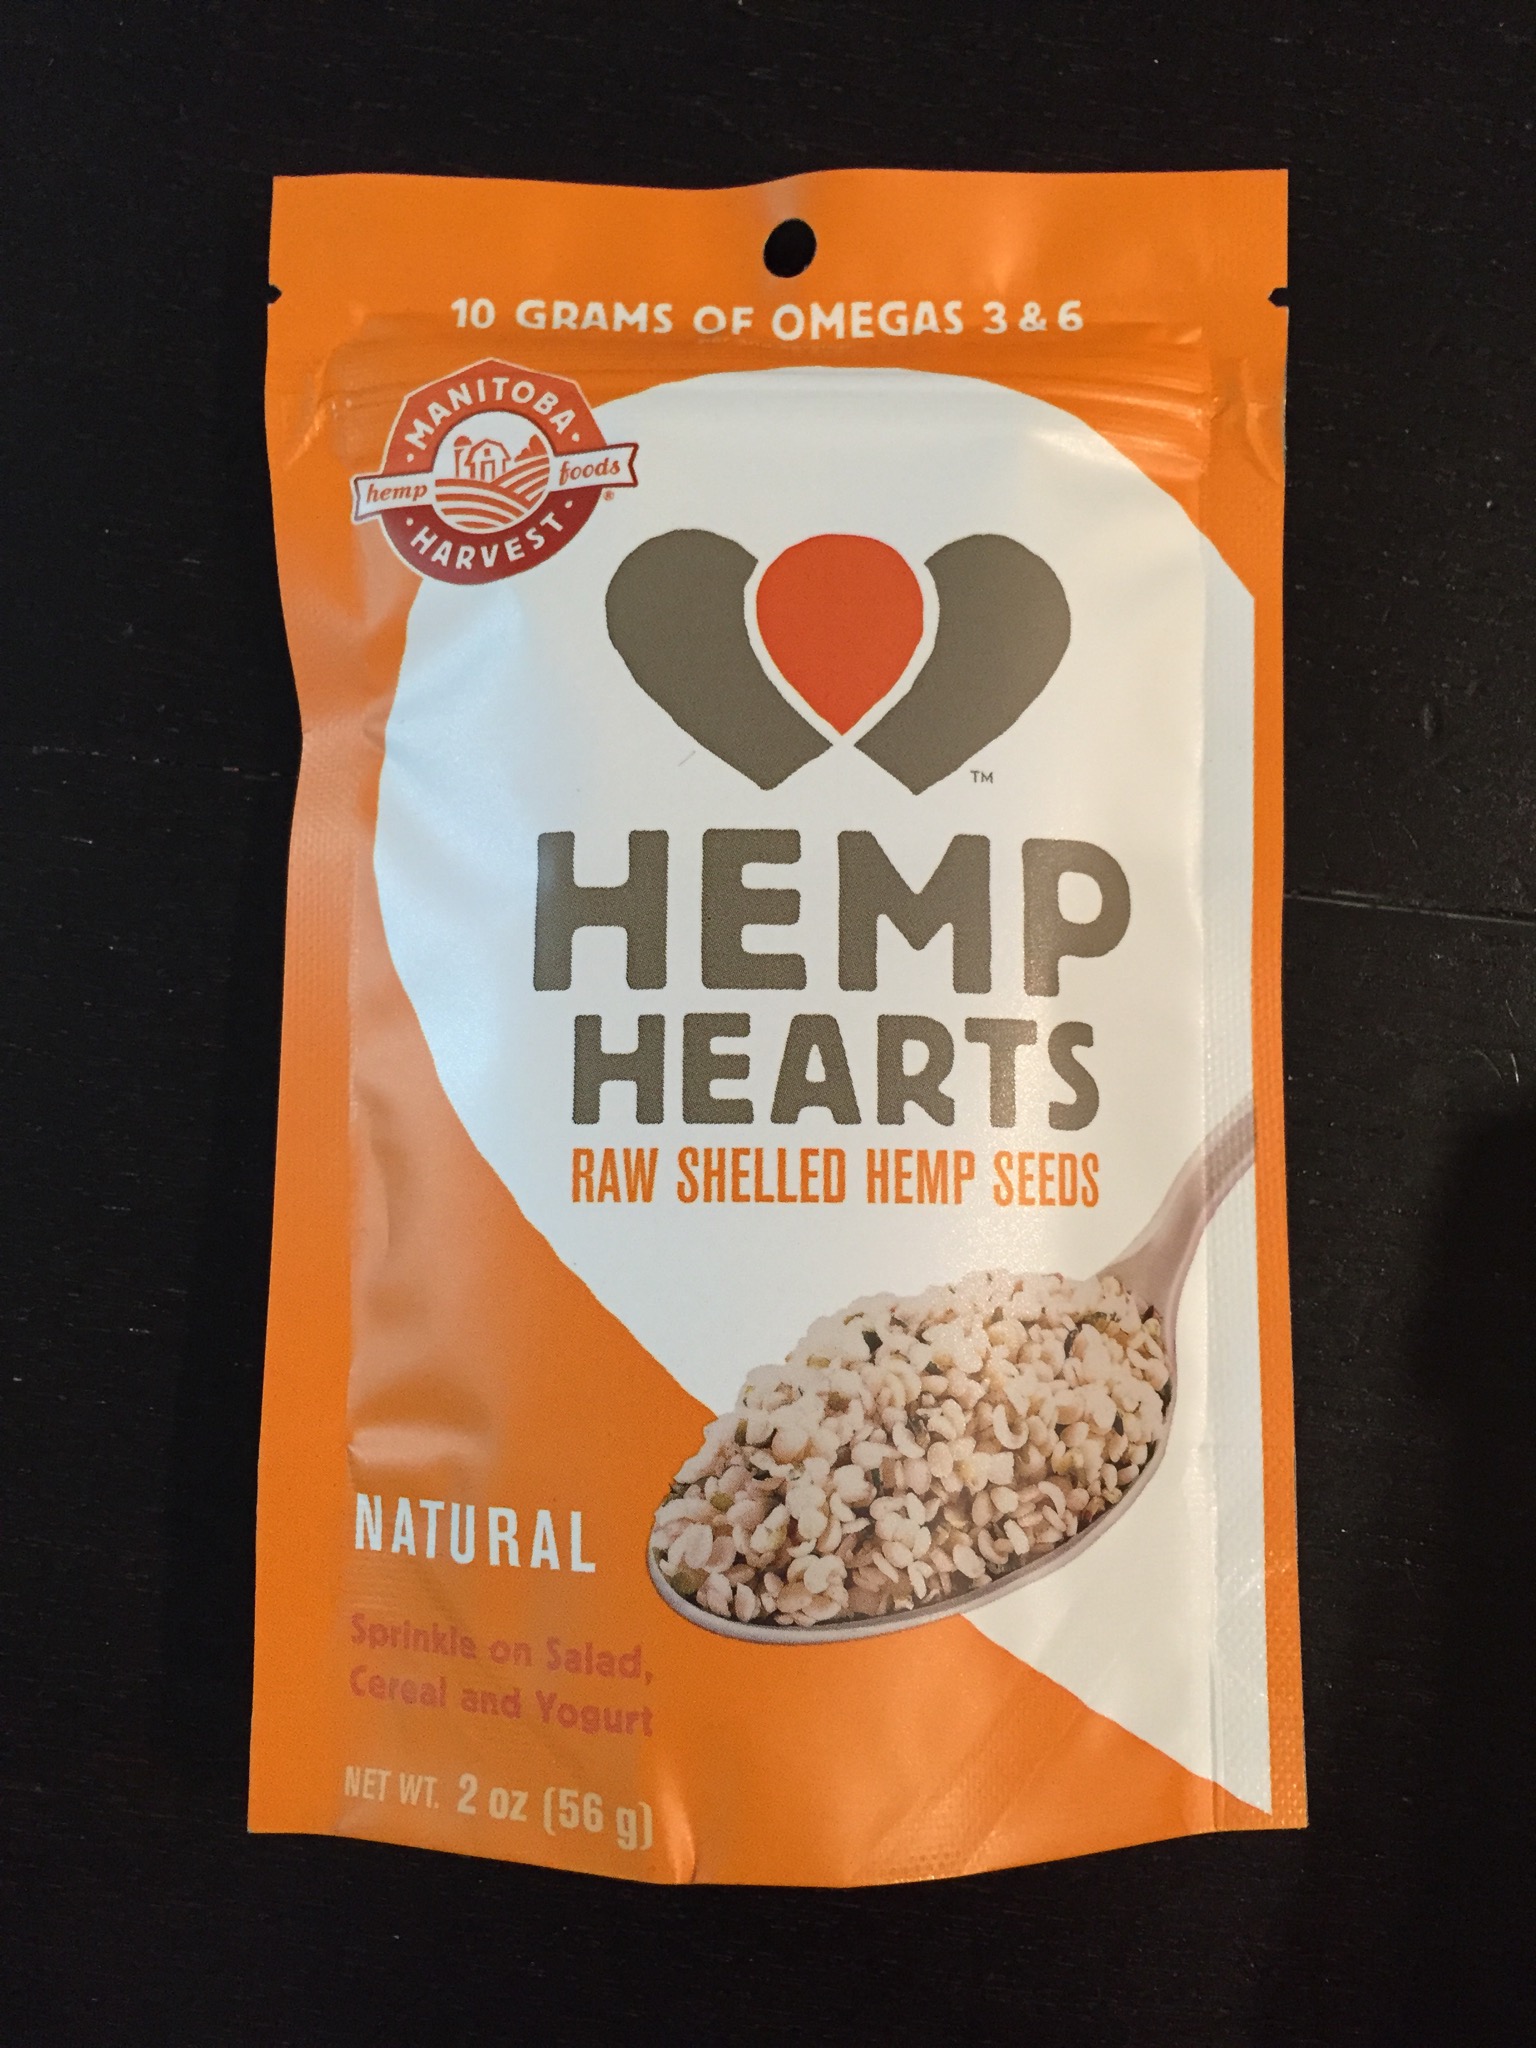 10 GRAMS OF OMEGAS 3 & 6
MANITOBA
hemp foods®
HARVEST
TM
HEMP
HEARTS
RAW SHELLED HEMP SEEDS
NATURAL
Sprinkle on Salad,
Cereal and Yogurt
NET WT. 2 oz (56 g)